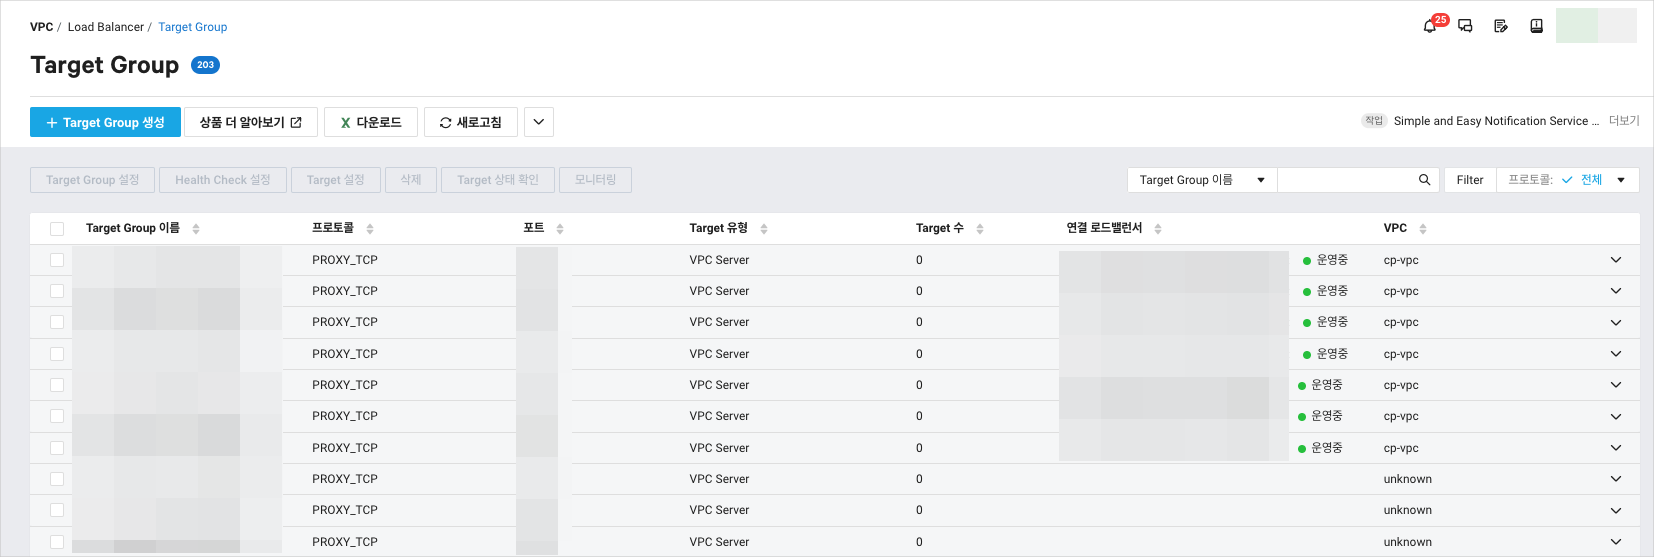 VPC / Load Balancer / Target Group
25
Target Group 203
+ Target Group 생성 상품 더 알아보기 X 다운로드 새로고침
작업 Simple and Easy Notification Service ... 더보기
Target Group 설정 Health Check 설정 Target 설정 삭제 Target 상태 확인 모니터링 Target Group 이름 Filter 프로토콜: 전체
Target Group 이름 프로토콜 포트 Target 유형 Target 수 연결 로드밸런서 VPC
PROXY_TCP VPC Server 0 운영중 cp-vpc
PROXY_TCP VPC Server 0 운영중 cp-vpc
PROXY_TCP VPC Server 0 운영중 cp-vpc
PROXY_TCP VPC Server 0 운영중 cp-vpc
PROXY_TCP VPC Server 0 운영중 cp-vpc
PROXY_TCP VPC Server 0 운영중 cp-vpc
PROXY_TCP VPC Server 0 운영중 cp-vpc
PROXY_TCP VPC Server 0 unknown
PROXY_TCP VPC Server 0 unknown
PROXY_TCP VPC Server 0 unknown